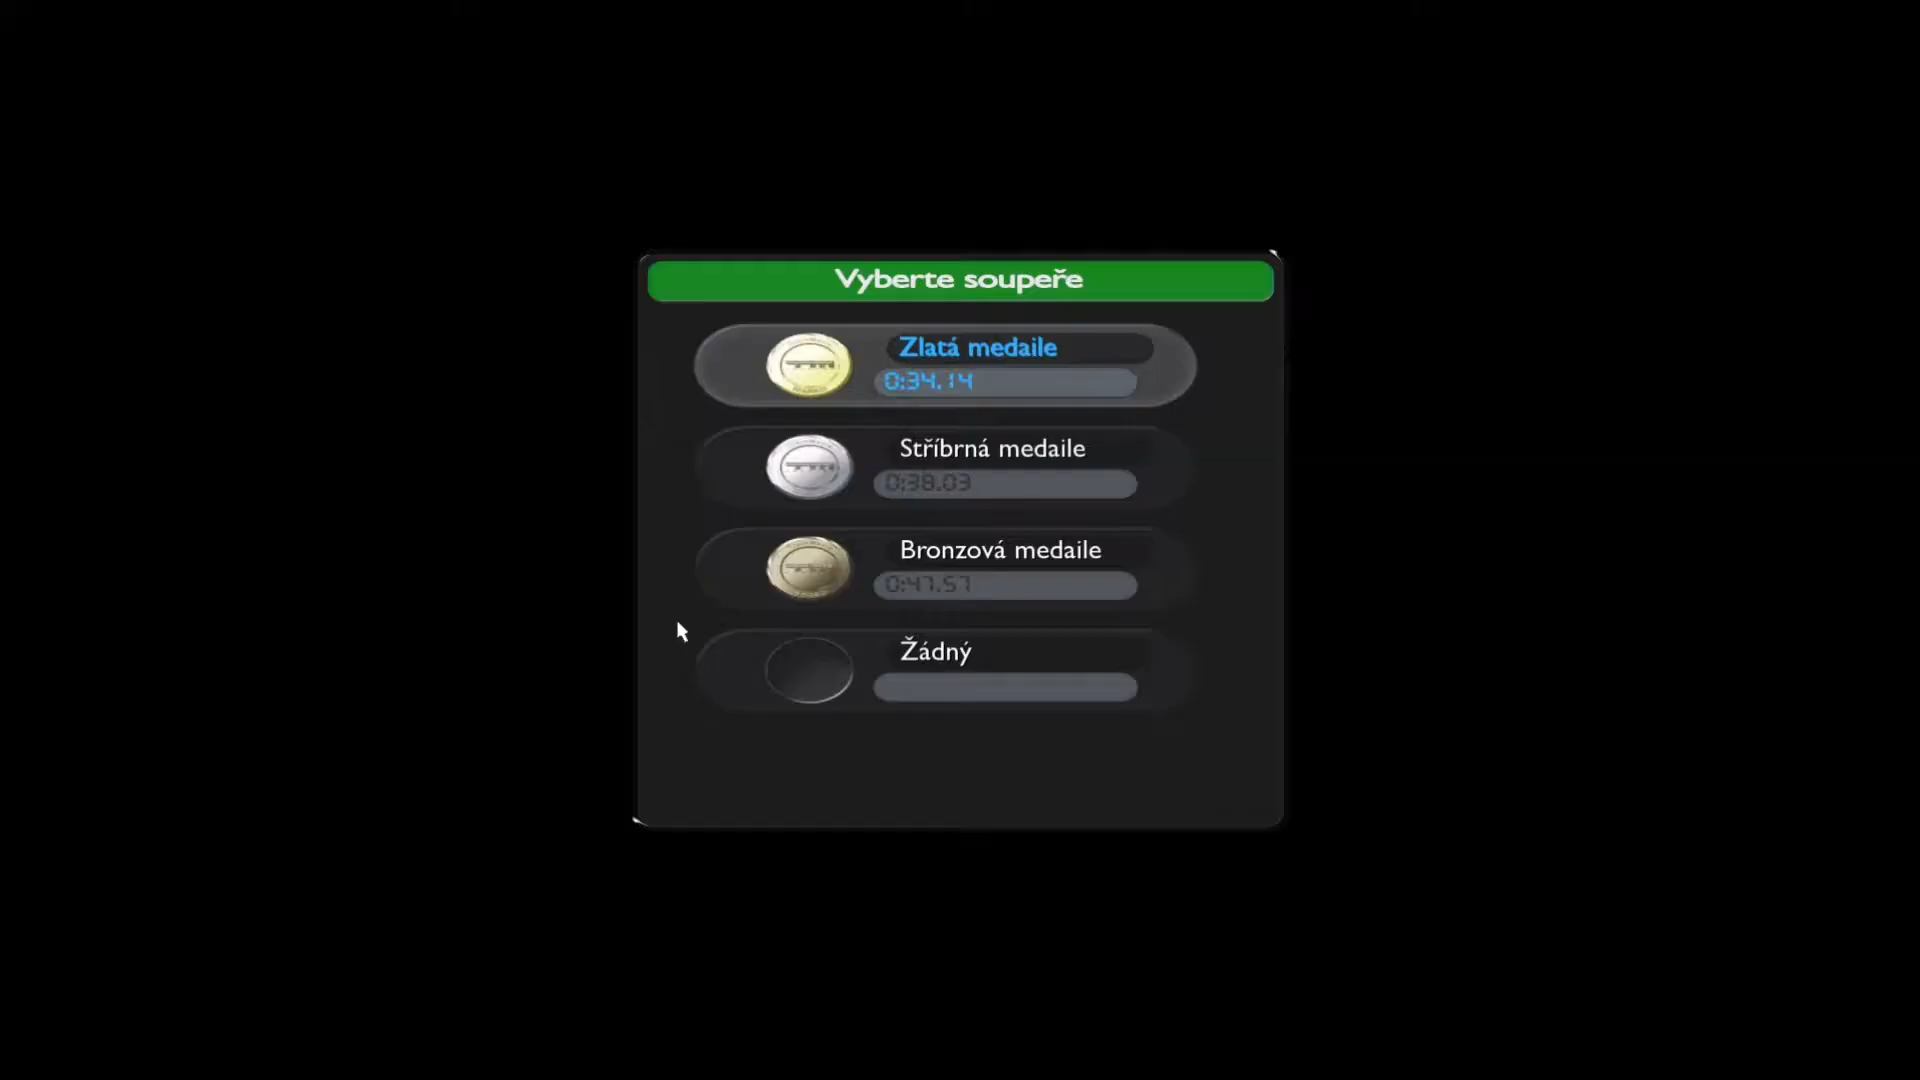 Vyberte soupeře
Zlatá medaile
0:34.14
Stříbrná medaile
0:38.03
Bronzová medaile
0:47.57
Žádný